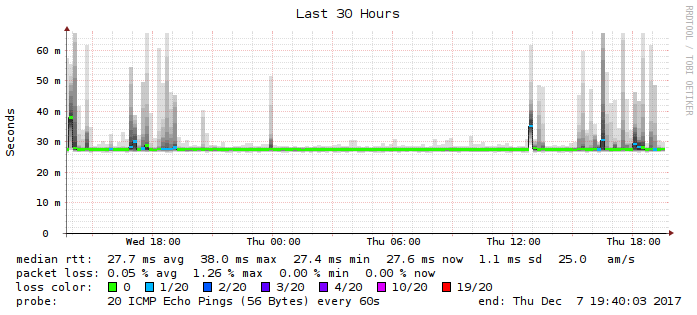 Last 30 Hours
RRDTOOL / TOBI OETIKER
Seconds
60 m
50 m
40 m
30 m
20 m
10 m
0
Wed 18:00 Thu 00:00 Thu 06:00 Thu 12:00 Thu 18:00
median rtt: 27.7 ms avg 38.0 ms max 27.4 ms min 27.6 ms now 1.1 ms sd 25.0 am/s
packet loss: 0.05 % avg 1.26 % max 0.00 % min 0.00 % now
loss color: 0 1/20 2/20 3/20 4/20 10/20 19/20
probe: 20 ICMP Echo Pings (56 Bytes) every 60s end: Thu Dec 7 19:40:03 2017